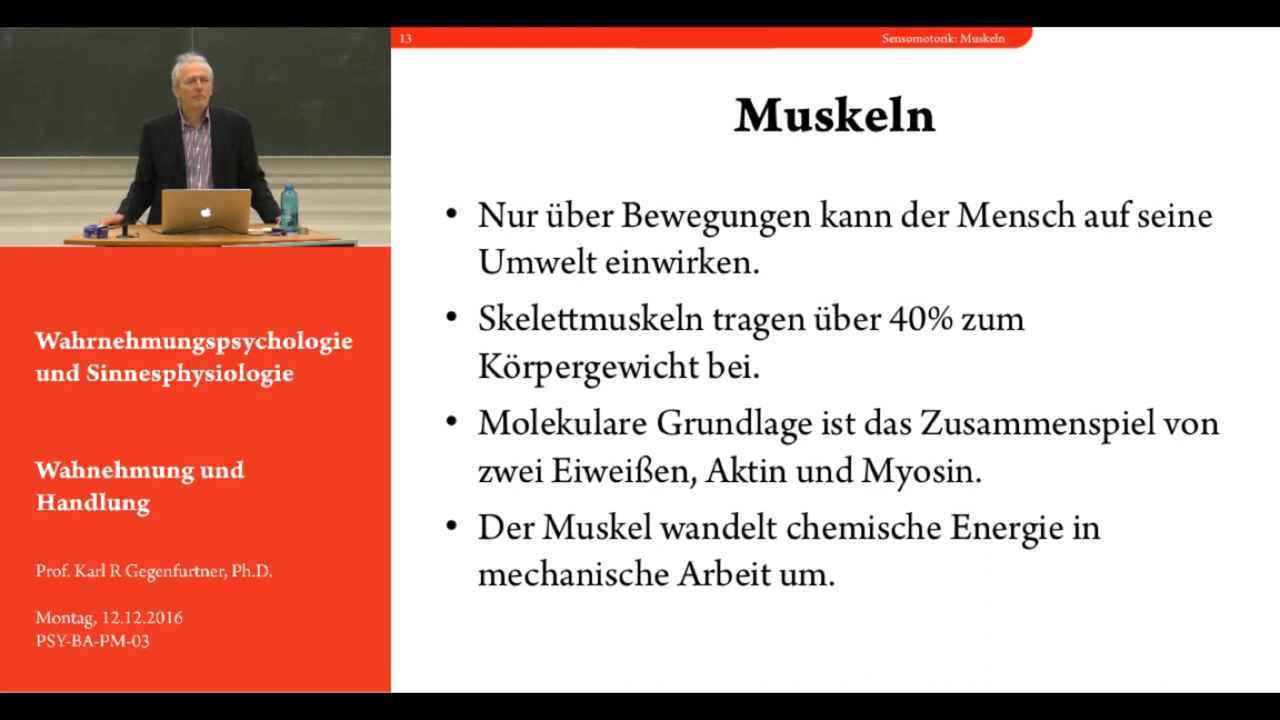 13
Sensomotorik: Muskeln
Muskeln
• Nur über Bewegungen kann der Mensch auf seine
Umwelt einwirken.
• Skelettmuskeln tragen über 40% zum
Körpergewicht bei.
• Molekulare Grundlage ist das Zusammenspiel von
zwei Eiweißen, Aktin und Myosin.
• Der Muskel wandelt chemische Energie in
mechanische Arbeit um.
Wahrnehmungspsychologie
und Sinnesphysiologie
Wahnehmung und
Handlung
Prof. Karl R Gegenfurtner, Ph.D.
Montag, 12.12.2016
PSY-BA-PM-03